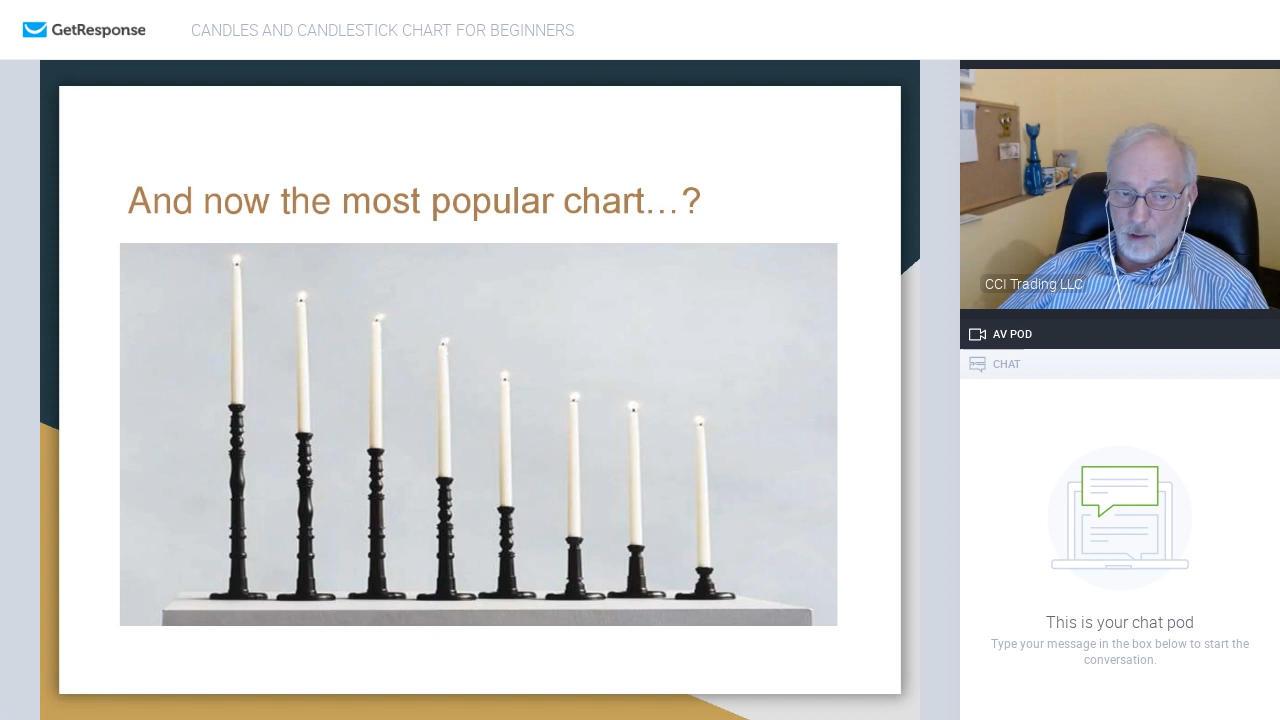 GetResponse
CANDLES AND CANDLESTICK CHART FOR BEGINNERS
And now the most popular chart...?
CCI Trading LLC
AV POD
CHAT
This is your chat pod
Type your message in the box below to start the
conversation.